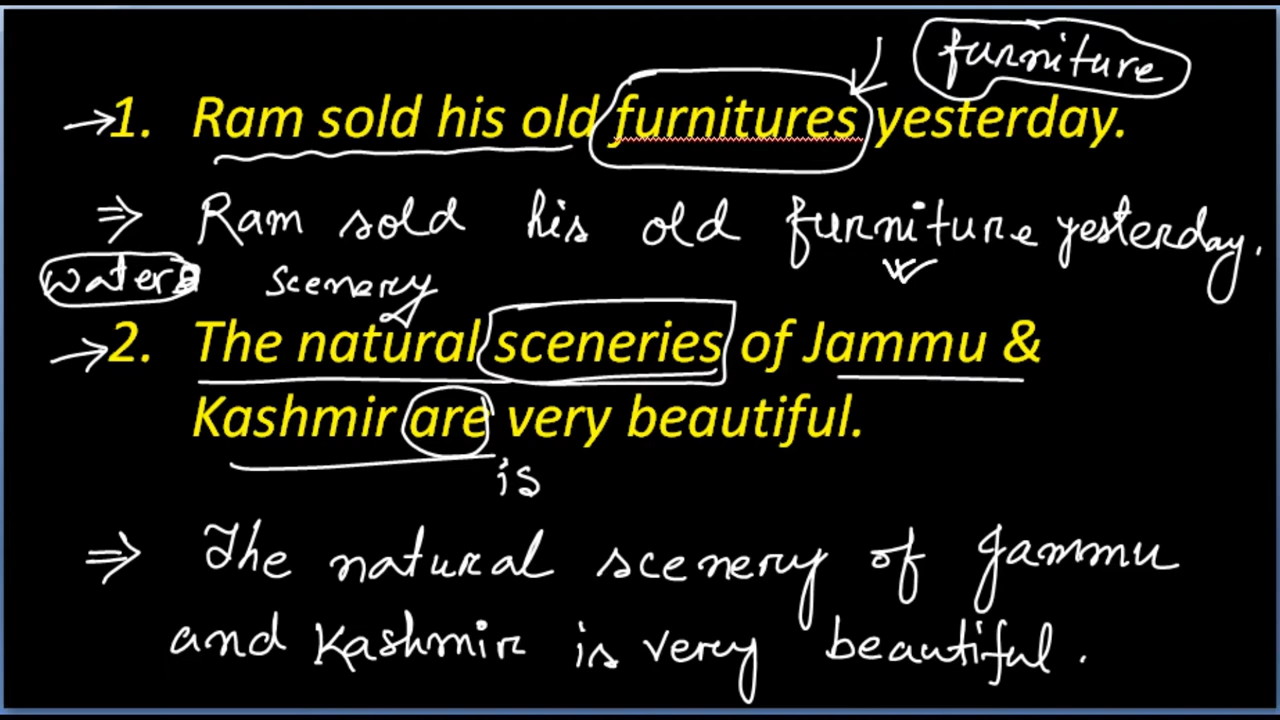 furniture
→ 1. Ram sold his old furnitures yesterday.
⇒ Ram sold his old furniture yesterday.
waters scenery
→ 2. The natural sceneries of Jammu &
Kashmir are very beautiful.
is
⇒ The natural scenery of Jammu
and Kashmir is very beautiful.